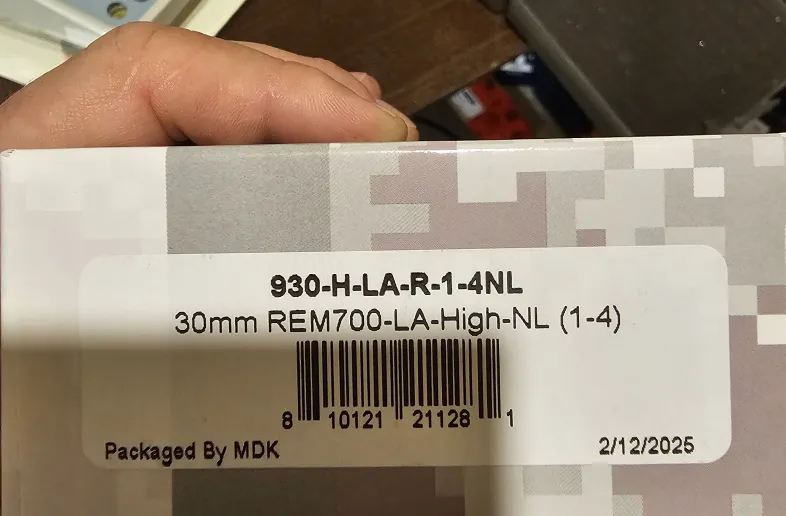 930-H-LA-R-1-4NL
30mm REM700-LA-High-NL (1-4)
8 10121 21128 1
Packaged By MDK 2/12/2025